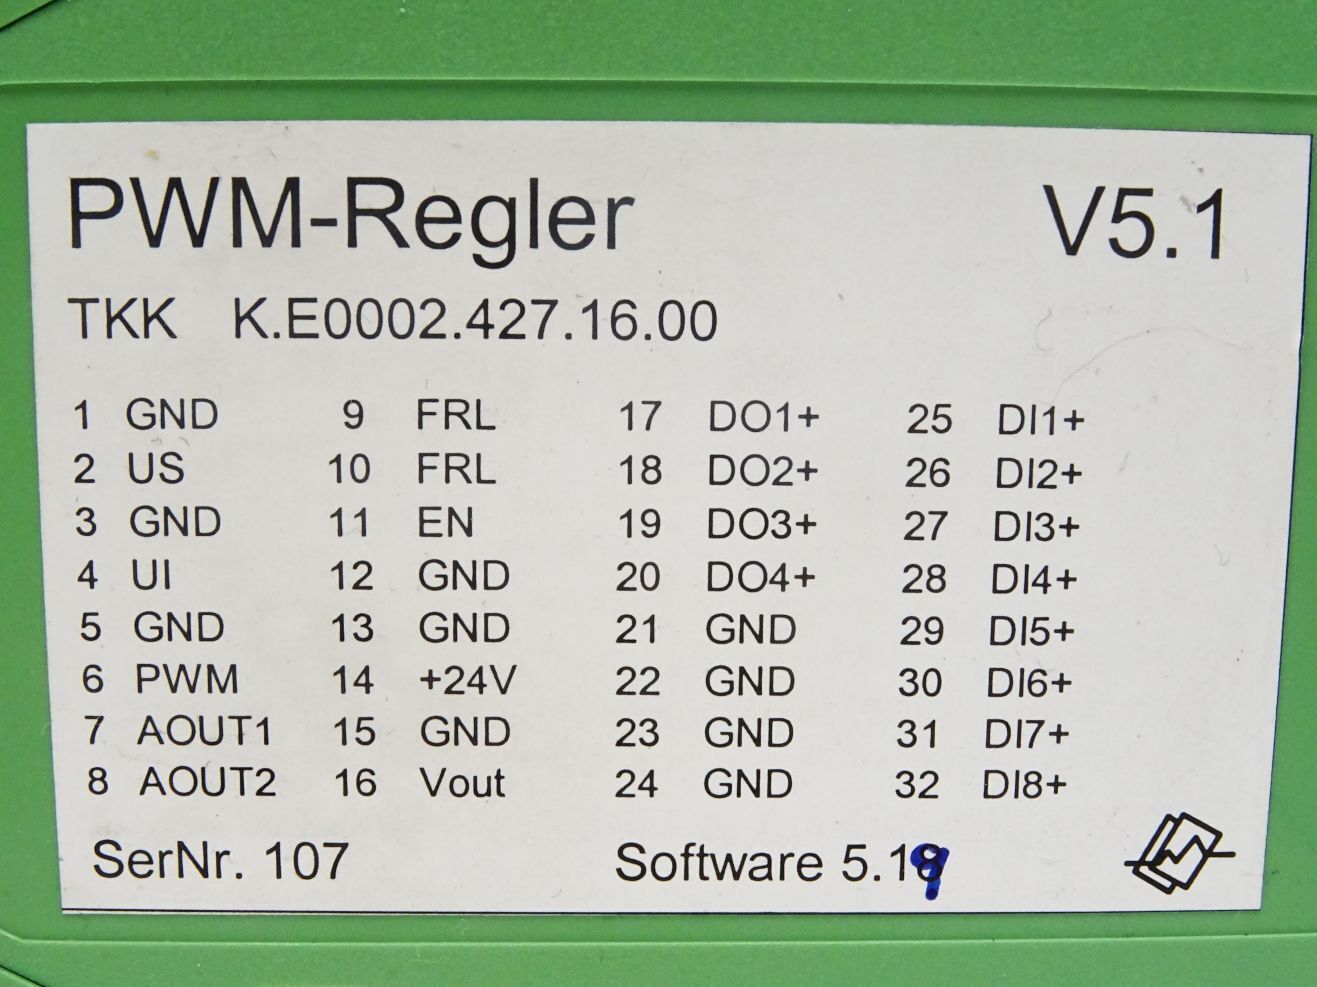 PWM-Regler V5.1
TKK K.E0002.427.16.00
1 GND 9 FRL 17 DO1+ 25 DI1+
2 US 10 FRL 18 DO2+ 26 DI2+
3 GND 11 EN 19 DO3+ 27 DI3+
4 UI 12 GND 20 DO4+ 28 DI4+
5 GND 13 GND 21 GND 29 DI5+
6 PWM 14 +24V 22 GND 30 DI6+
7 AOUT1 15 GND 23 GND 31 DI7+
8 AOUT2 16 Vout 24 GND 32 DI8+
SerNr. 107 Software 5.19